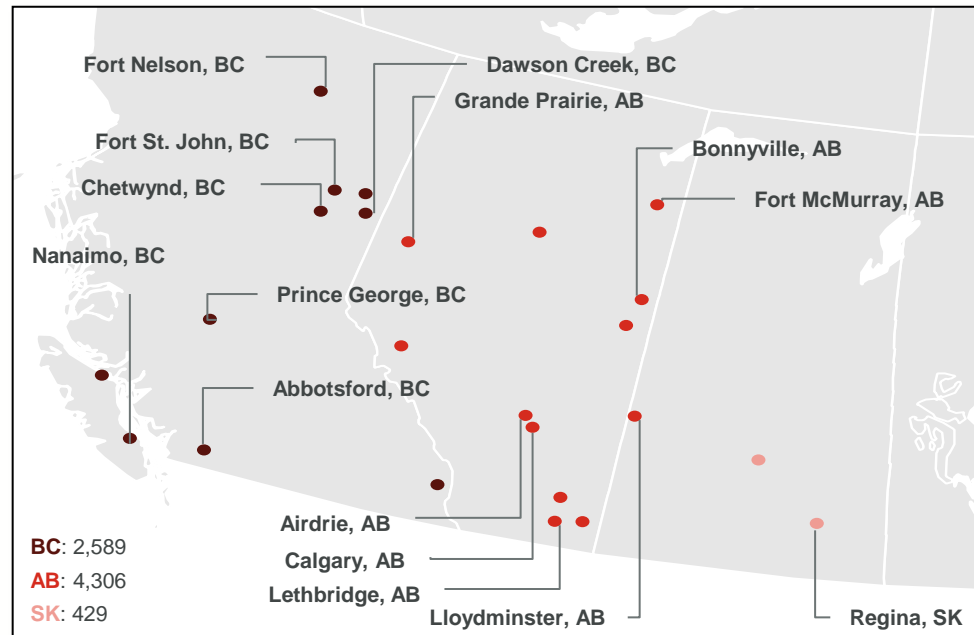 Fort Nelson, BC
Dawson Creek, BC
Grande Prairie, AB
Fort St. John, BC
Bonnyville, AB
Chetwynd, BC
Fort McMurray, AB
Nanaimo, BC
Prince George, BC
Abbotsford, BC
Airdrie, AB
BC: 2,589
Calgary, AB
AB: 4,306
Lethbridge, AB
SK: 429
Lloydminster, AB
Regina, SK